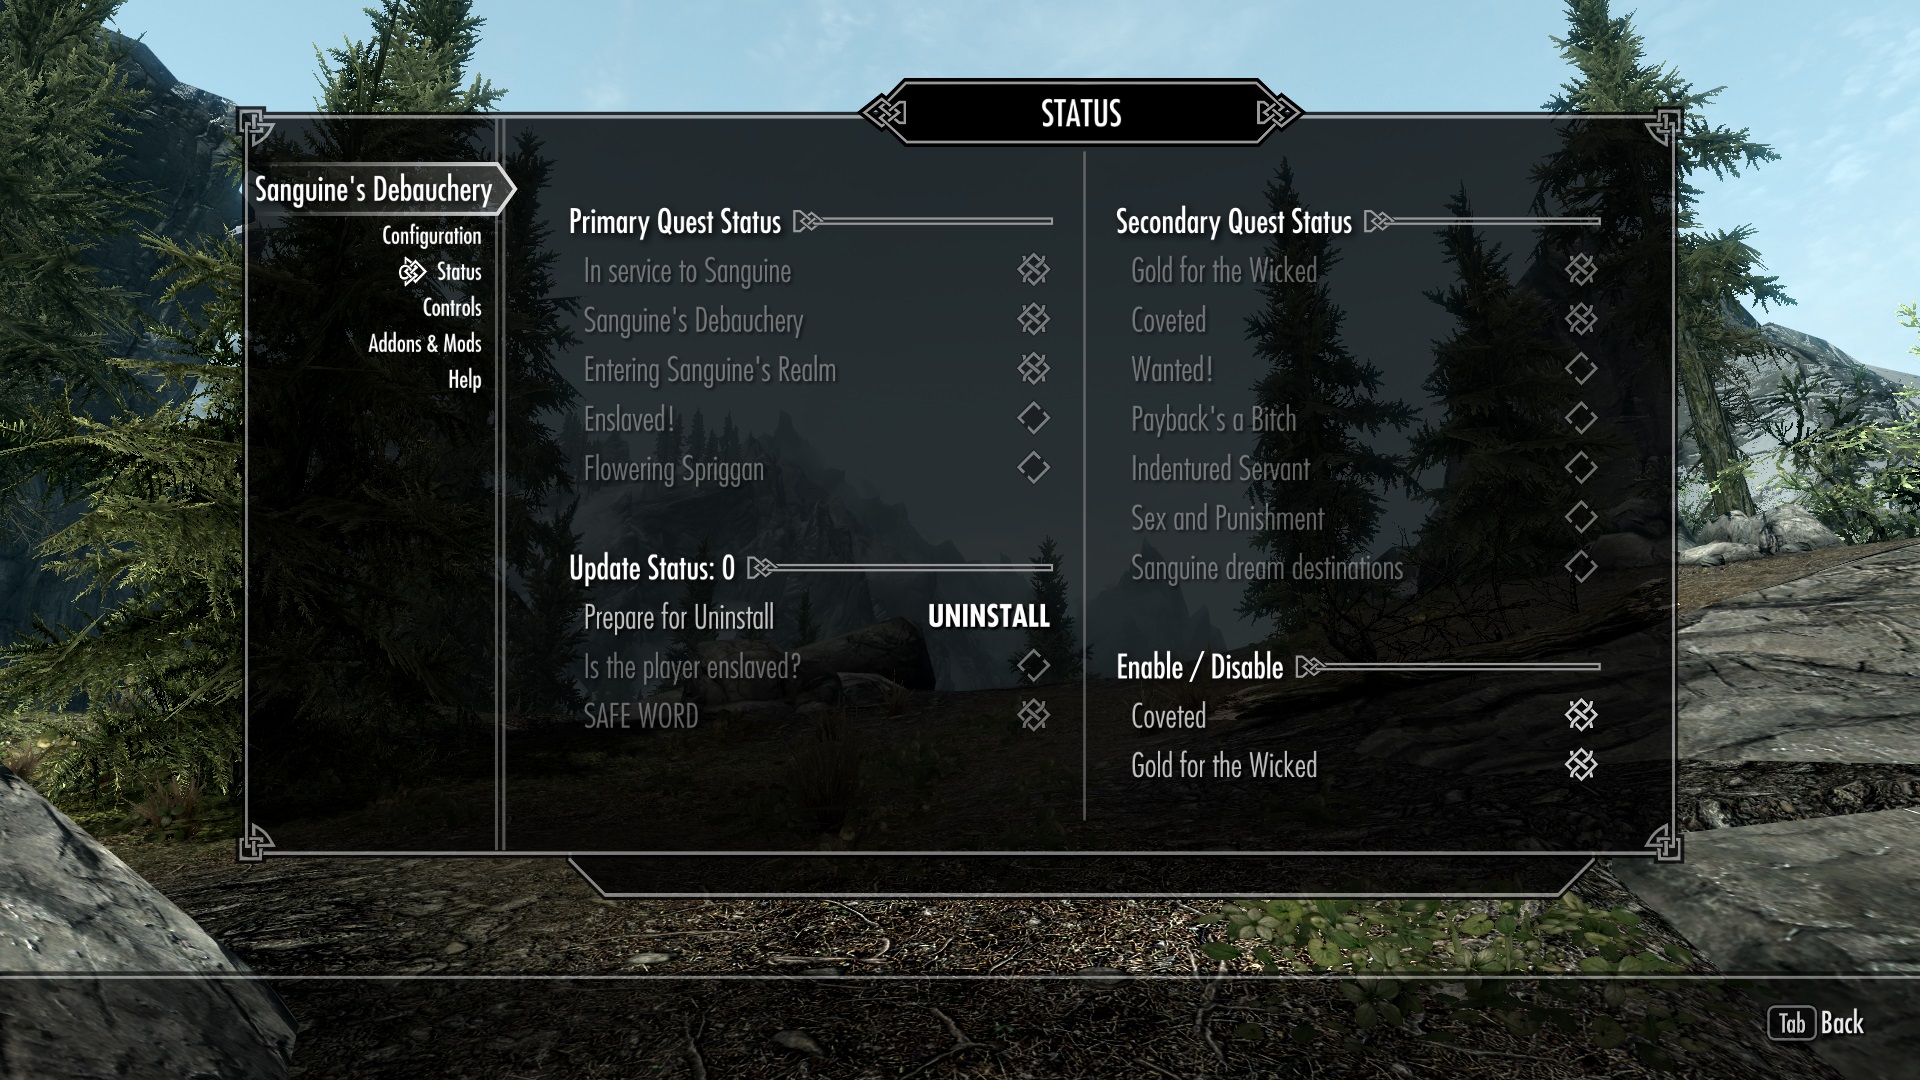 STATUS
Sanguine's Debauchery
Configuration
Status
Controls
Addons & Mods
Help
Primary Quest Status
In service to Sanguine
Sanguine's Debauchery
Entering Sanguine's Realm
Enslaved!
Flowering Spriggan
Update Status: 0
Prepare for Uninstall UNINSTALL
Is the player enslaved?
SAFE WORD
Secondary Quest Status
Gold for the Wicked
Coveted
Wanted!
Payback's a Bitch
Indentured Servant
Sex and Punishment
Sanguine dream destinations
Enable / Disable
Coveted
Gold for the Wicked
Tab Back